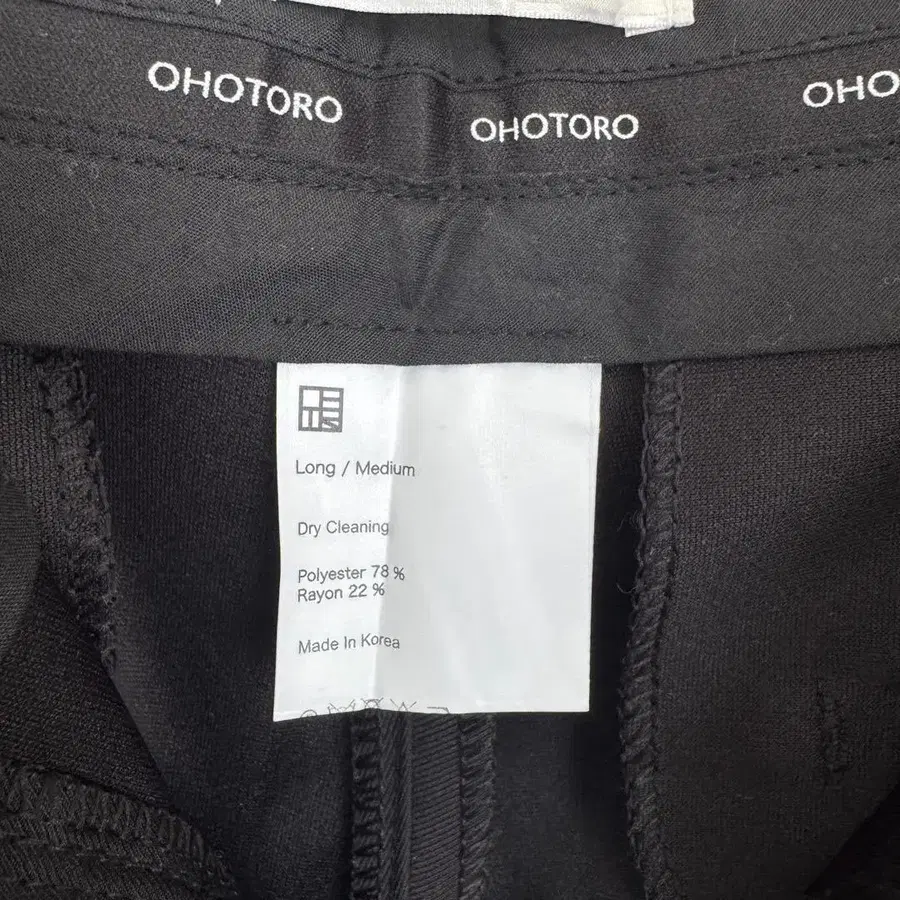 OHOTORO
OHOTORO
OHO
Long / Medium
Dry Cleaning
Polyester 78 %
Rayon 22 %
Made In Korea